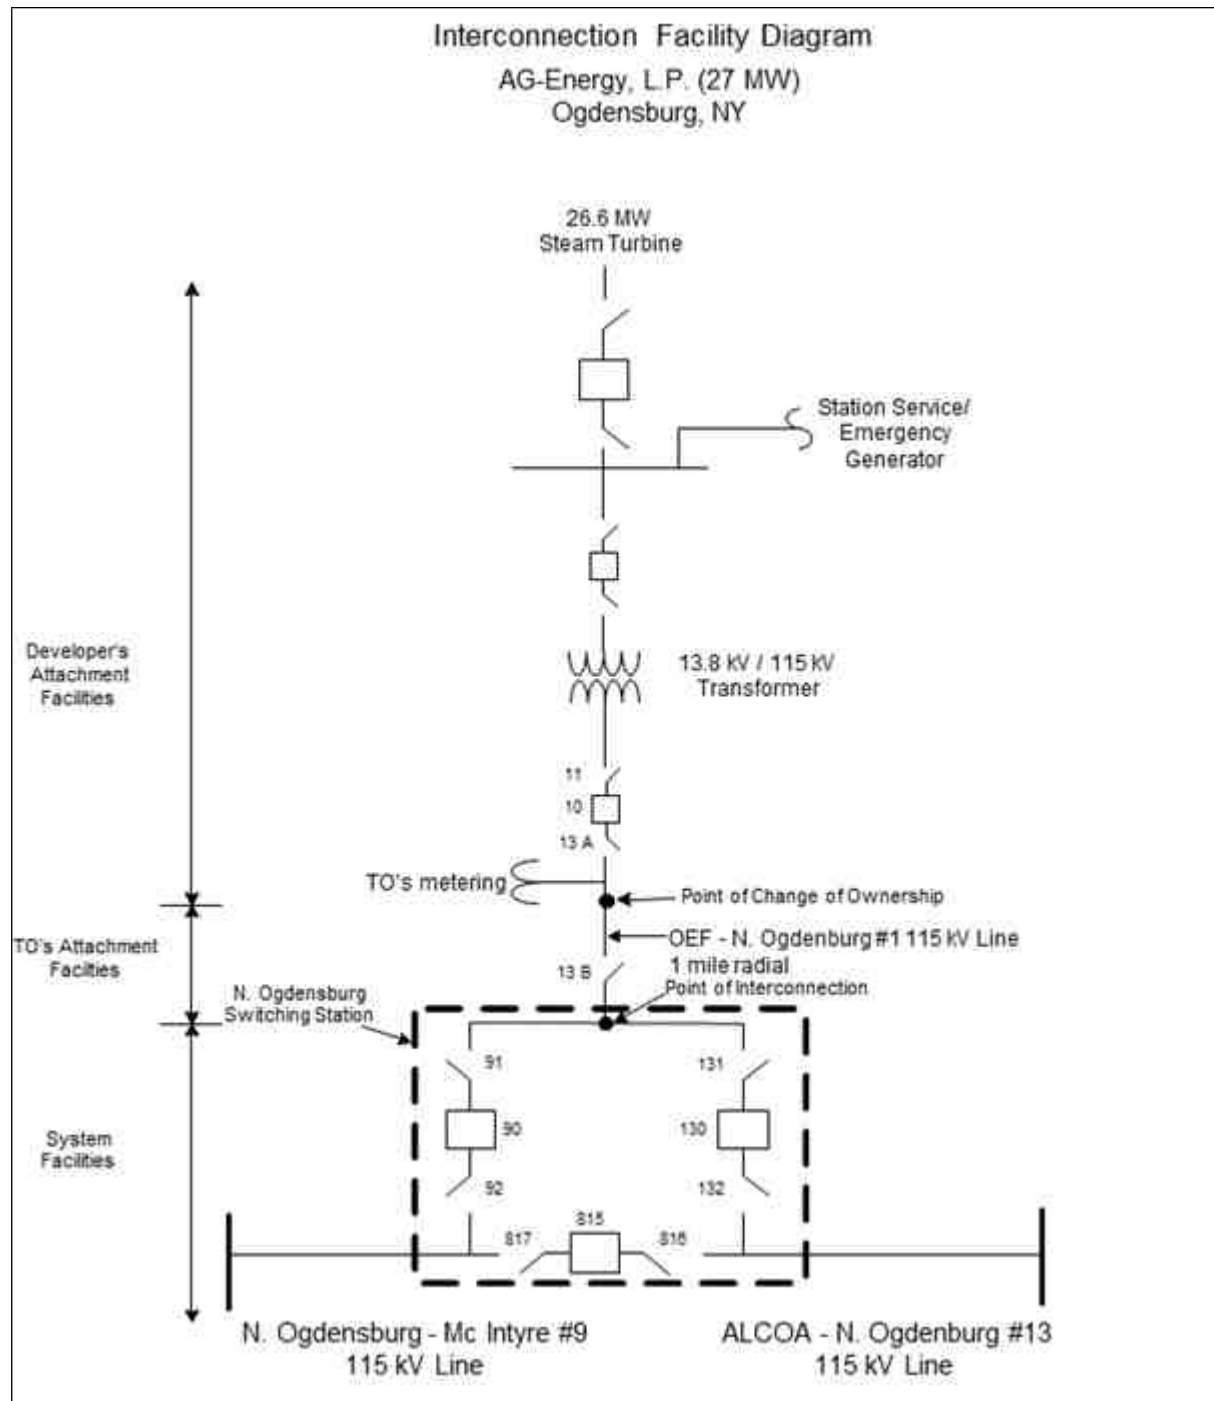 Interconnection Facility Diagram
AG-Energy, L.P. (27 MW)
Ogdensburg, NY
26.6 MW
Steam Turbine
Station Service/
Emergency
Generator
Developer's
Attachment
Facilities
13.8 kV / 115 kV
Transformer
11
10
13 A
TO's metering
Point of Change of Ownership
TO's Attachment
Facilties
OEF - N. Ogdenburg #1 115 kV Line
1 mile radial
13 B
Point of Interconnection
N. Ogdensburg
Switching Station
91
131
90
130
System
Facilities
92
132
815
817
816
N. Ogdensburg - Mc Intyre #9
115 kV Line
ALCOA - N. Ogdenburg #13
115 kV Line